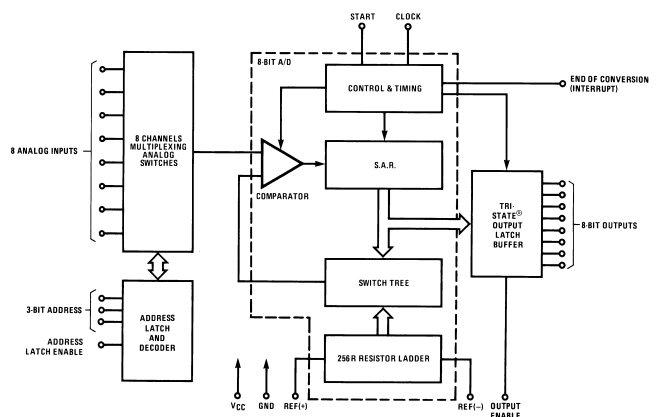 START
CLOCK
8-BIT A/D
CONTROL & TIMING
END OF CONVERSION
(INTERRUPT)
8 ANALOG INPUTS
8 CHANNELS
MULTIPLEXING
ANALOG
SWITCHES
S.A.R.
COMPARATOR
TRI-
STATE®
OUTPUT
LATCH
BUFFER
8-BIT OUTPUTS
SWITCH TREE
3-BIT ADDRESS
ADDRESS
LATCH
AND
DECODER
ADDRESS
LATCH ENABLE
256R RESISTOR LADDER
VCC
GND
REF(+)
REF(−)
OUTPUT
ENABLE